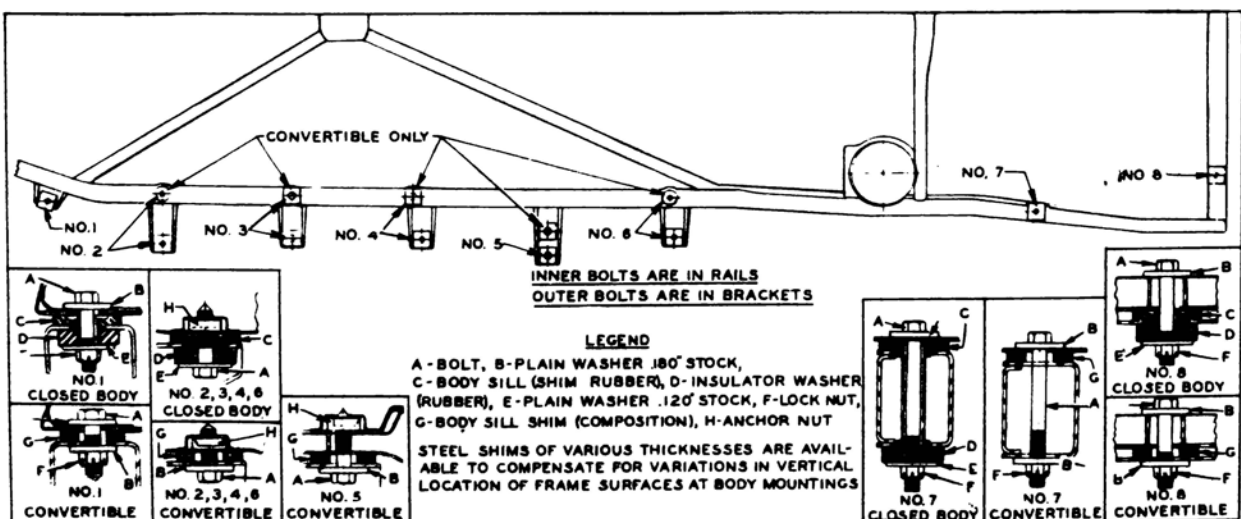 CONVERTIBLE ONLY
NO.1
NO. 2
NO. 3
NO. 4
NO. 5
NO. 6
NO. 7
NO 8
INNER BOLTS ARE IN RAILS
OUTER BOLTS ARE IN BRACKETS
LEGEND
A-BOLT, B-PLAIN WASHER .180" STOCK,
C-BODY SILL (SHIM RUBBER), D-INSULATOR WASHER
(RUBBER), E-PLAIN WASHER .120" STOCK, F-LOCK NUT,
G-BODY SILL SHIM (COMPOSITION), H-ANCHOR NUT
STEEL SHIMS OF VARIOUS THICKNESSES ARE AVAIL-
ABLE TO COMPENSATE FOR VARIATIONS IN VERTICAL
LOCATION OF FRAME SURFACES AT BODY MOUNTINGS
A
B
C
D
E
NO.1
CLOSED BODY
H
C
D
E
A
NO. 2, 3, 4, 6
CLOSED BODY
A
G
F
B
NO.1
CONVERTIBLE
G
H
B
A
NO. 2, 3, 4, 6
CONVERTIBLE
H
G
A
B
NO. 5
CONVERTIBLE
A
C
D
E
F
NO. 7
CLOSED BODY
B
G
A
F
B
NO. 7
CONVERTIBLE
A
B
C
D
E
F
NO. 8
CLOSED BODY
A
B
G
B
F
NO. 8
CONVERTIBLE